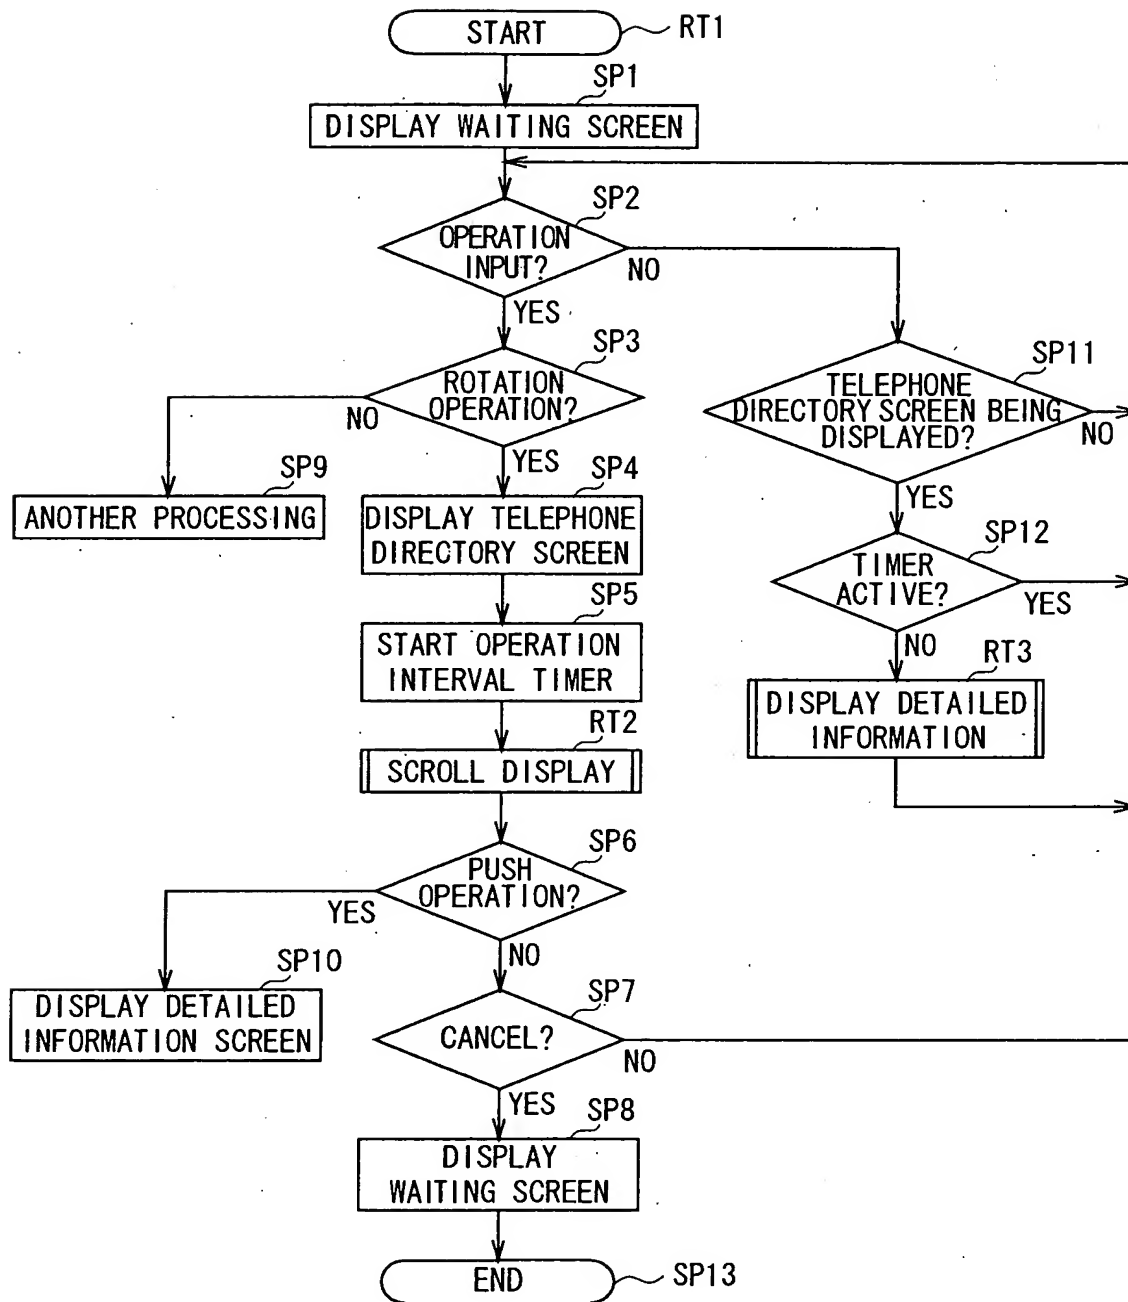 START
RT1
SP1
DISPLAY WAITING SCREEN
SP2
OPERATION
INPUT?
NO
YES
SP3
ROTATION
OPERATION?
NO
YES
SP11
TELEPHONE
DIRECTORY SCREEN BEING
DISPLAYED?
NO
YES
SP9
ANOTHER PROCESSING
SP4
DISPLAY TELEPHONE
DIRECTORY SCREEN
SP12
TIMER
ACTIVE?
YES
NO
SP5
START OPERATION
INTERVAL TIMER
RT3
DISPLAY DETAILED
INFORMATION
RT2
SCROLL DISPLAY
SP6
PUSH
OPERATION?
YES
NO
SP10
DISPLAY DETAILED
INFORMATION SCREEN
SP7
CANCEL?
NO
YES
SP8
DISPLAY
WAITING SCREEN
END
SP13